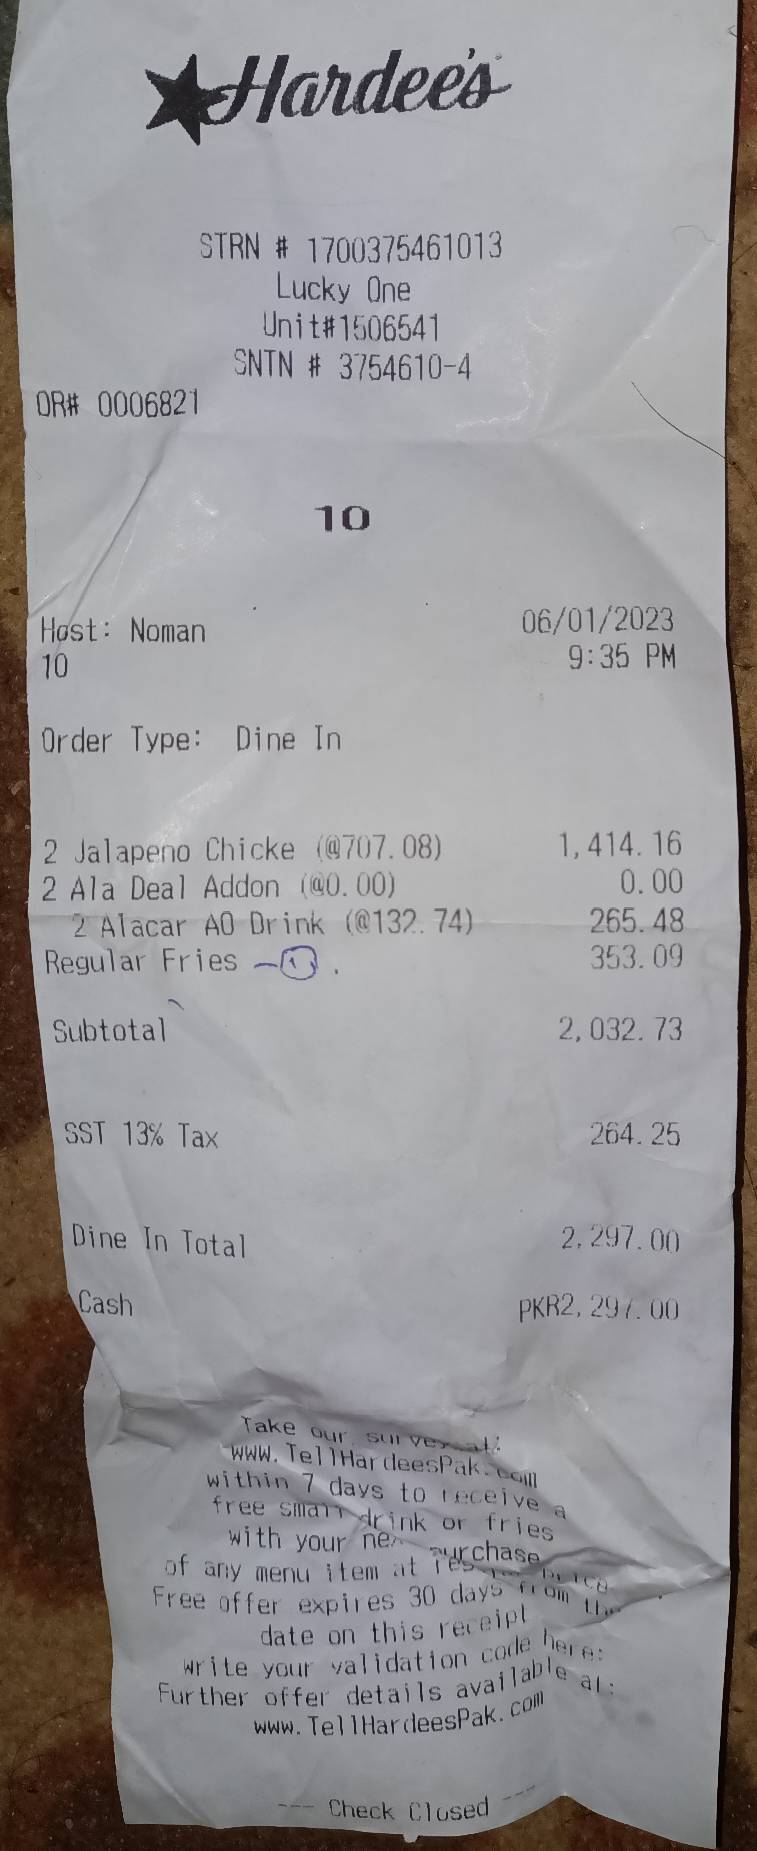 Hardee's
STRN # 1700375461013
Lucky One
Unit#1506541
SNTN # 3754610-4
OR# 0006821
10
Host: Noman 06/01/2023
10 9:35 PM
Order Type: Dine In
2 Jalapeno Chicke (@707.08) 1,414.16
2 Ala Deal Addon (@0.00) 0.00
2 Alacar AO Drink (@132.74) 265.48
Regular Fries 353.09
Subtotal 2,032.73
SST 13% Tax 264.25
Dine In Total 2,297.00
Cash PKR2,297.00
Take our survey at:
www.TellHardeesPak.com
within 7 days to receive a
free small drink or fries
with your purchase
of any menu item at
Free offer expires 30 days from the
date on this receipt
write your validation code here:
Further offer details available at:
www.TellHardeesPak.com
--- Check Closed ---